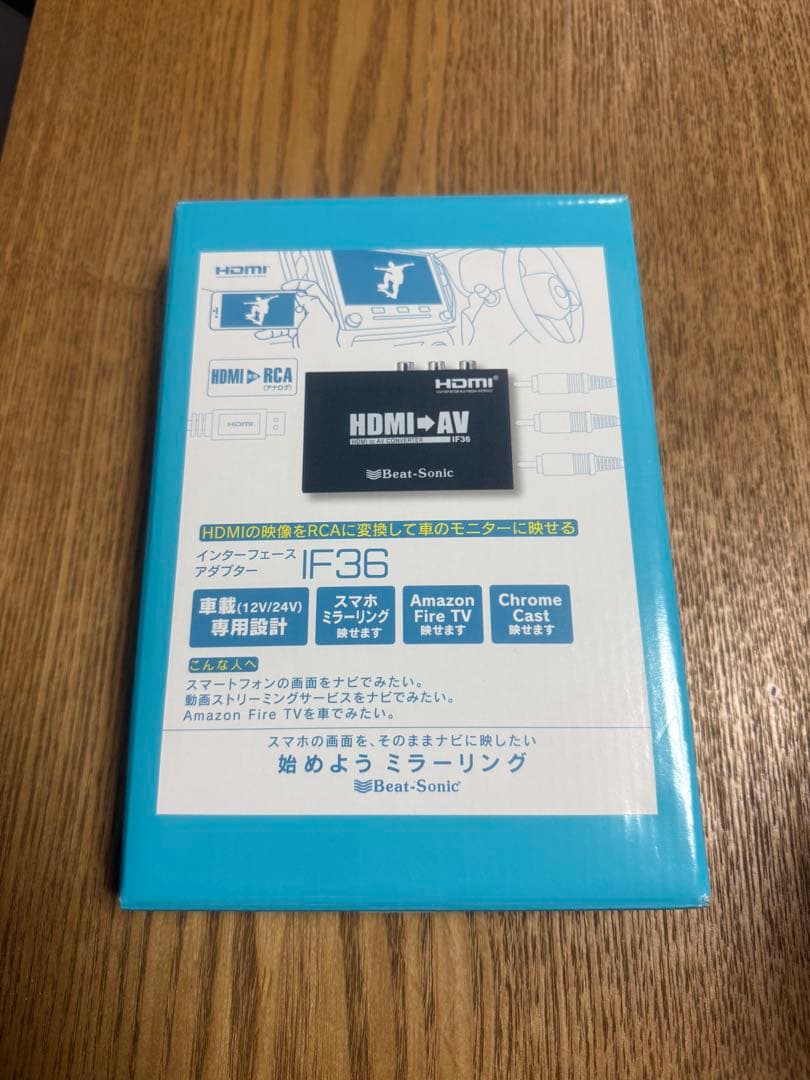 HDMI
HDMI ▶ RCA
(アナログ)
HDMI
HDMI®
HDMI➡AV
HDMI to AV CONVERTER IF36
Beat-Sonic
HDMIの映像をRCAに変換して車のモニターに映せる
インターフェース
アダプター
IF36
車載(12V/24V)
専用設計
スマホ
ミラーリング
映せます
Amazon
Fire TV
映せます
Chrome
Cast
映せます
こんな人へ
スマートフォンの画面をナビでみたい。
動画ストリーミングサービスをナビでみたい。
Amazon Fire TVを車でみたい。
スマホの画面を、そのままナビに映したい
始めよう ミラーリング
Beat-Sonic®